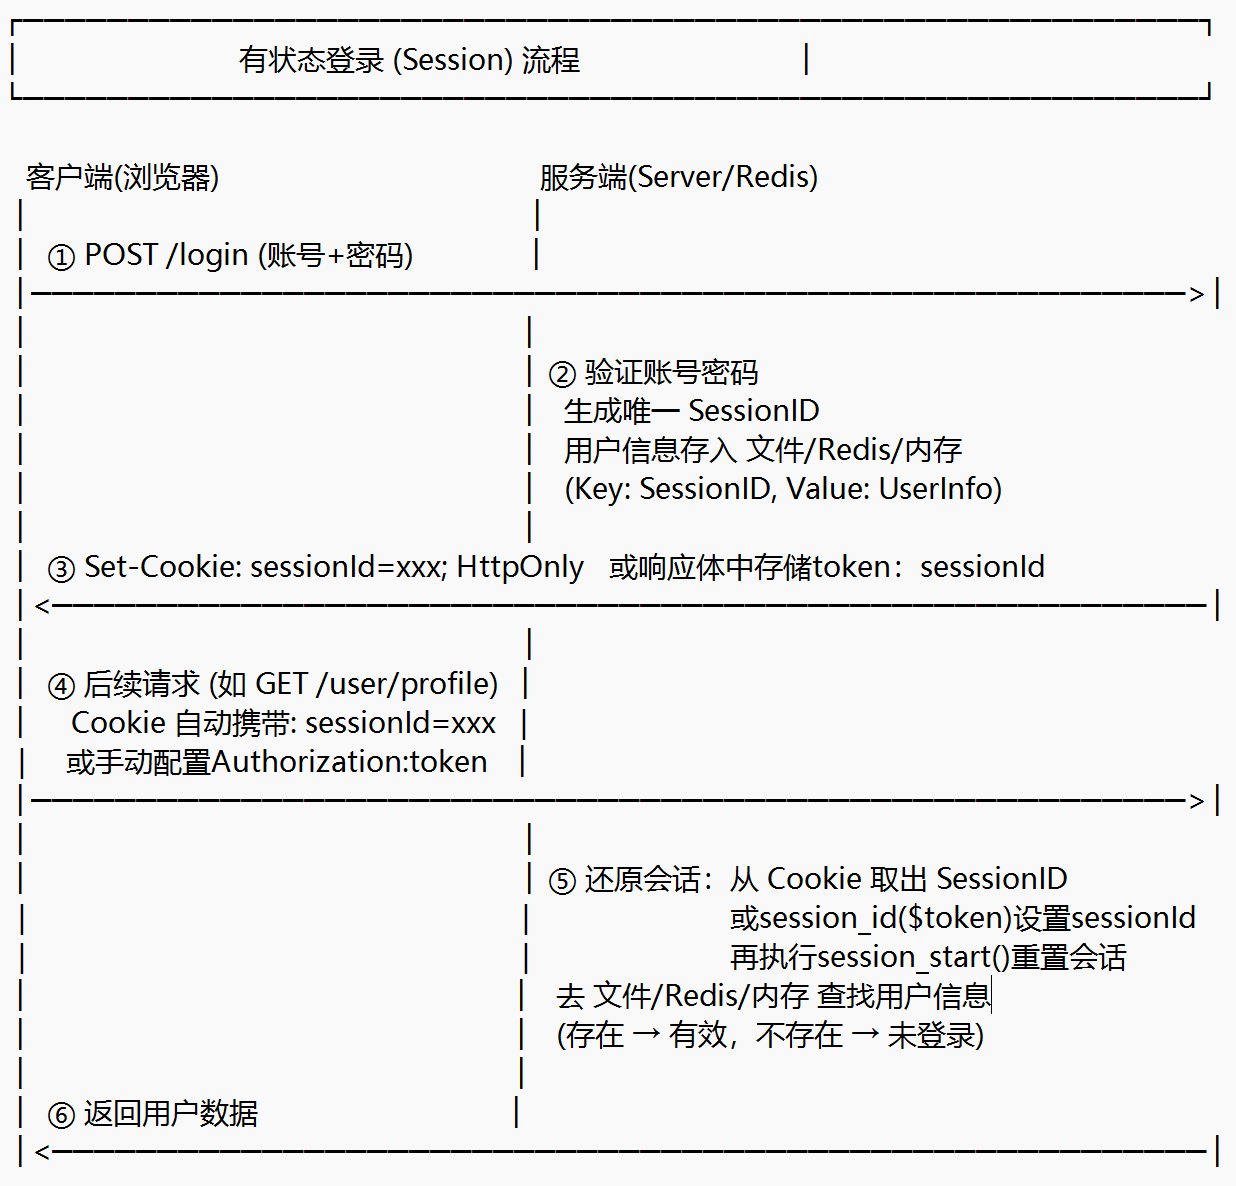 有状态登录 (Session) 流程
客户端(浏览器) 服务端(Server/Redis)
① POST /login (账号+密码)
② 验证账号密码
生成唯一 SessionID
用户信息存入 文件/Redis/内存
(Key: SessionID, Value: UserInfo)
③ Set-Cookie: sessionId=xxx; HttpOnly 或响应体中存储token：sessionId
④ 后续请求 (如 GET /user/profile)
Cookie 自动携带: sessionId=xxx
或手动配置Authorization:token
⑤ 还原会话：从 Cookie 取出 SessionID
或session_id($token)设置sessionId
再执行session_start()重置会话
去 文件/Redis/内存 查找用户信息
(存在 → 有效，不存在 → 未登录)
⑥ 返回用户数据